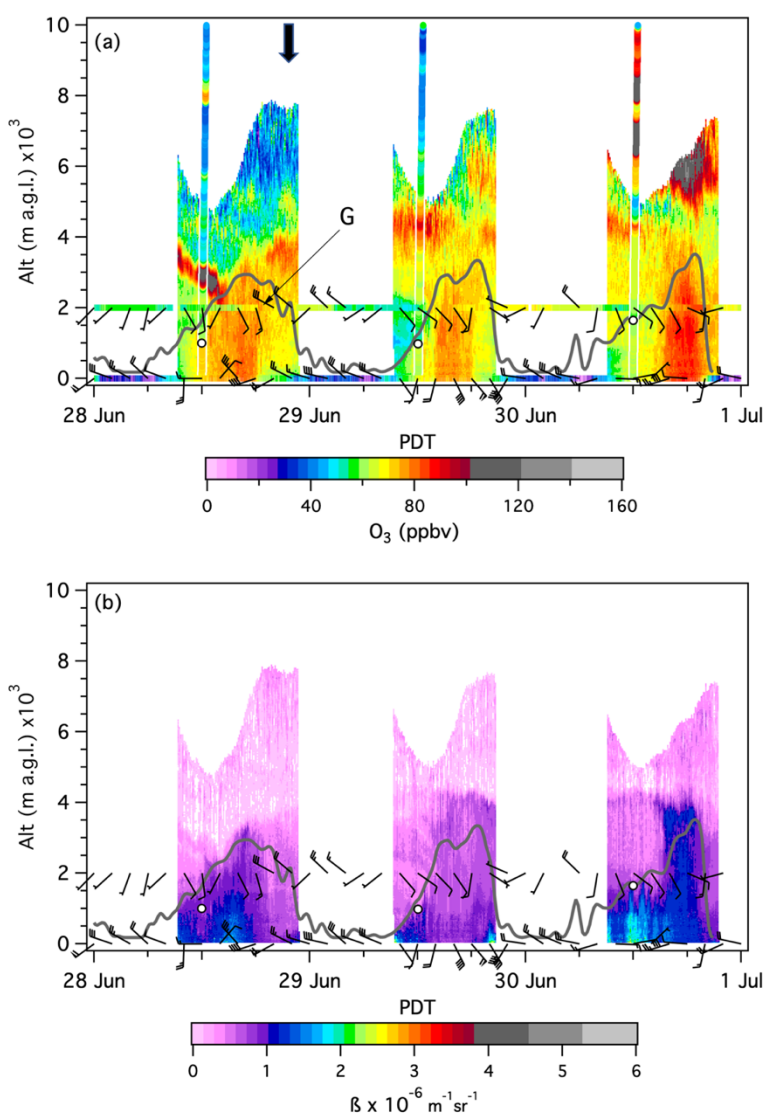 (a)
G
10
8
6
4
2
0
Alt (m a.g.l.) x10³
28 Jun
29 Jun
30 Jun
1 Jul
PDT
0
40
80
120
160
O₃ (ppbv)
(b)
10
8
6
4
2
0
Alt (m a.g.l.) x10³
28 Jun
29 Jun
30 Jun
1 Jul
PDT
0
1
2
3
4
5
6
ß x 10⁻⁶ m⁻¹sr⁻¹